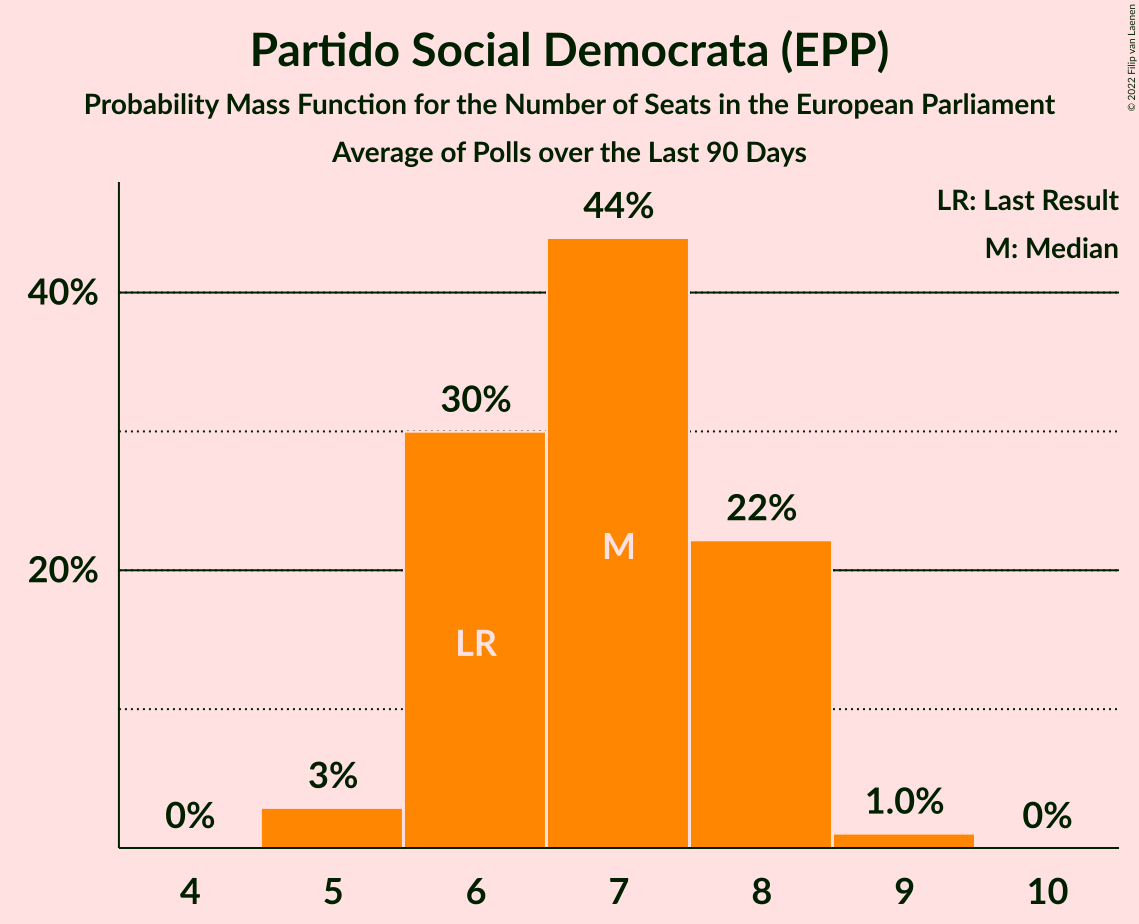 Partido Social Democrata (EPP)
Probability Mass Function for the Number of Seats in the European Parliament
Average of Polls over the Last 90 Days
© 2022 Filip van Laenen
LR: Last Result
M: Median
44%
40%
30%
22%
M
20%
LR
3%
1.0%
0%
0%
4 5 6 7 8 9 10